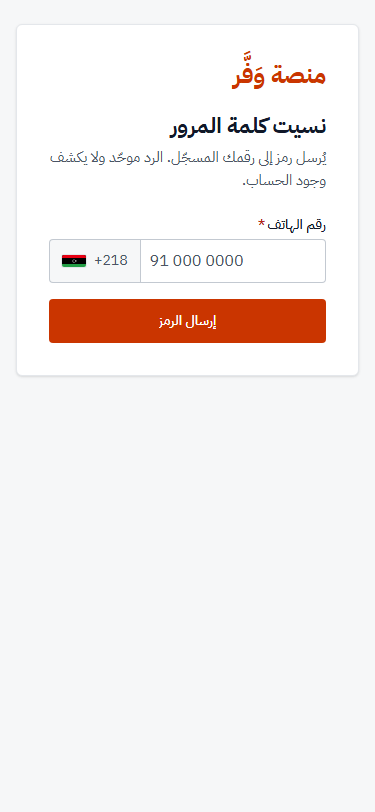 منصة وَفَّر
نسيت كلمة المرور
يُرسل رمز إلى رقمك المسجّل. الرد موحّد ولا يكشف
وجود الحساب.
رقم الهاتف *
+218 91 000 0000
إرسال الرمز